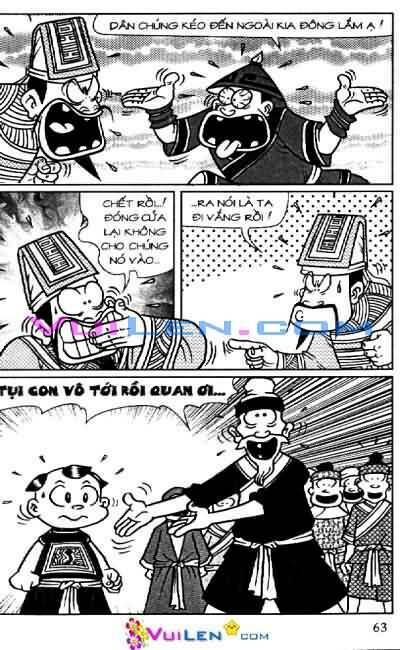 DÂN CHÚNG KÉO ĐẾN NGOÀI KIA ĐÔNG LẮM Ạ !
CHẾT RỒI...!
ĐÓNG CỬA
LẠI KHÔNG
CHO CHÚNG
NÓ VÀO...
...RA NÓI LÀ TA
ĐI VẮNG RỒI !
VUILEN.COM
TỤI CON VÔ TỚI RỒI QUAN ƠI...
63
VUILEN.COM